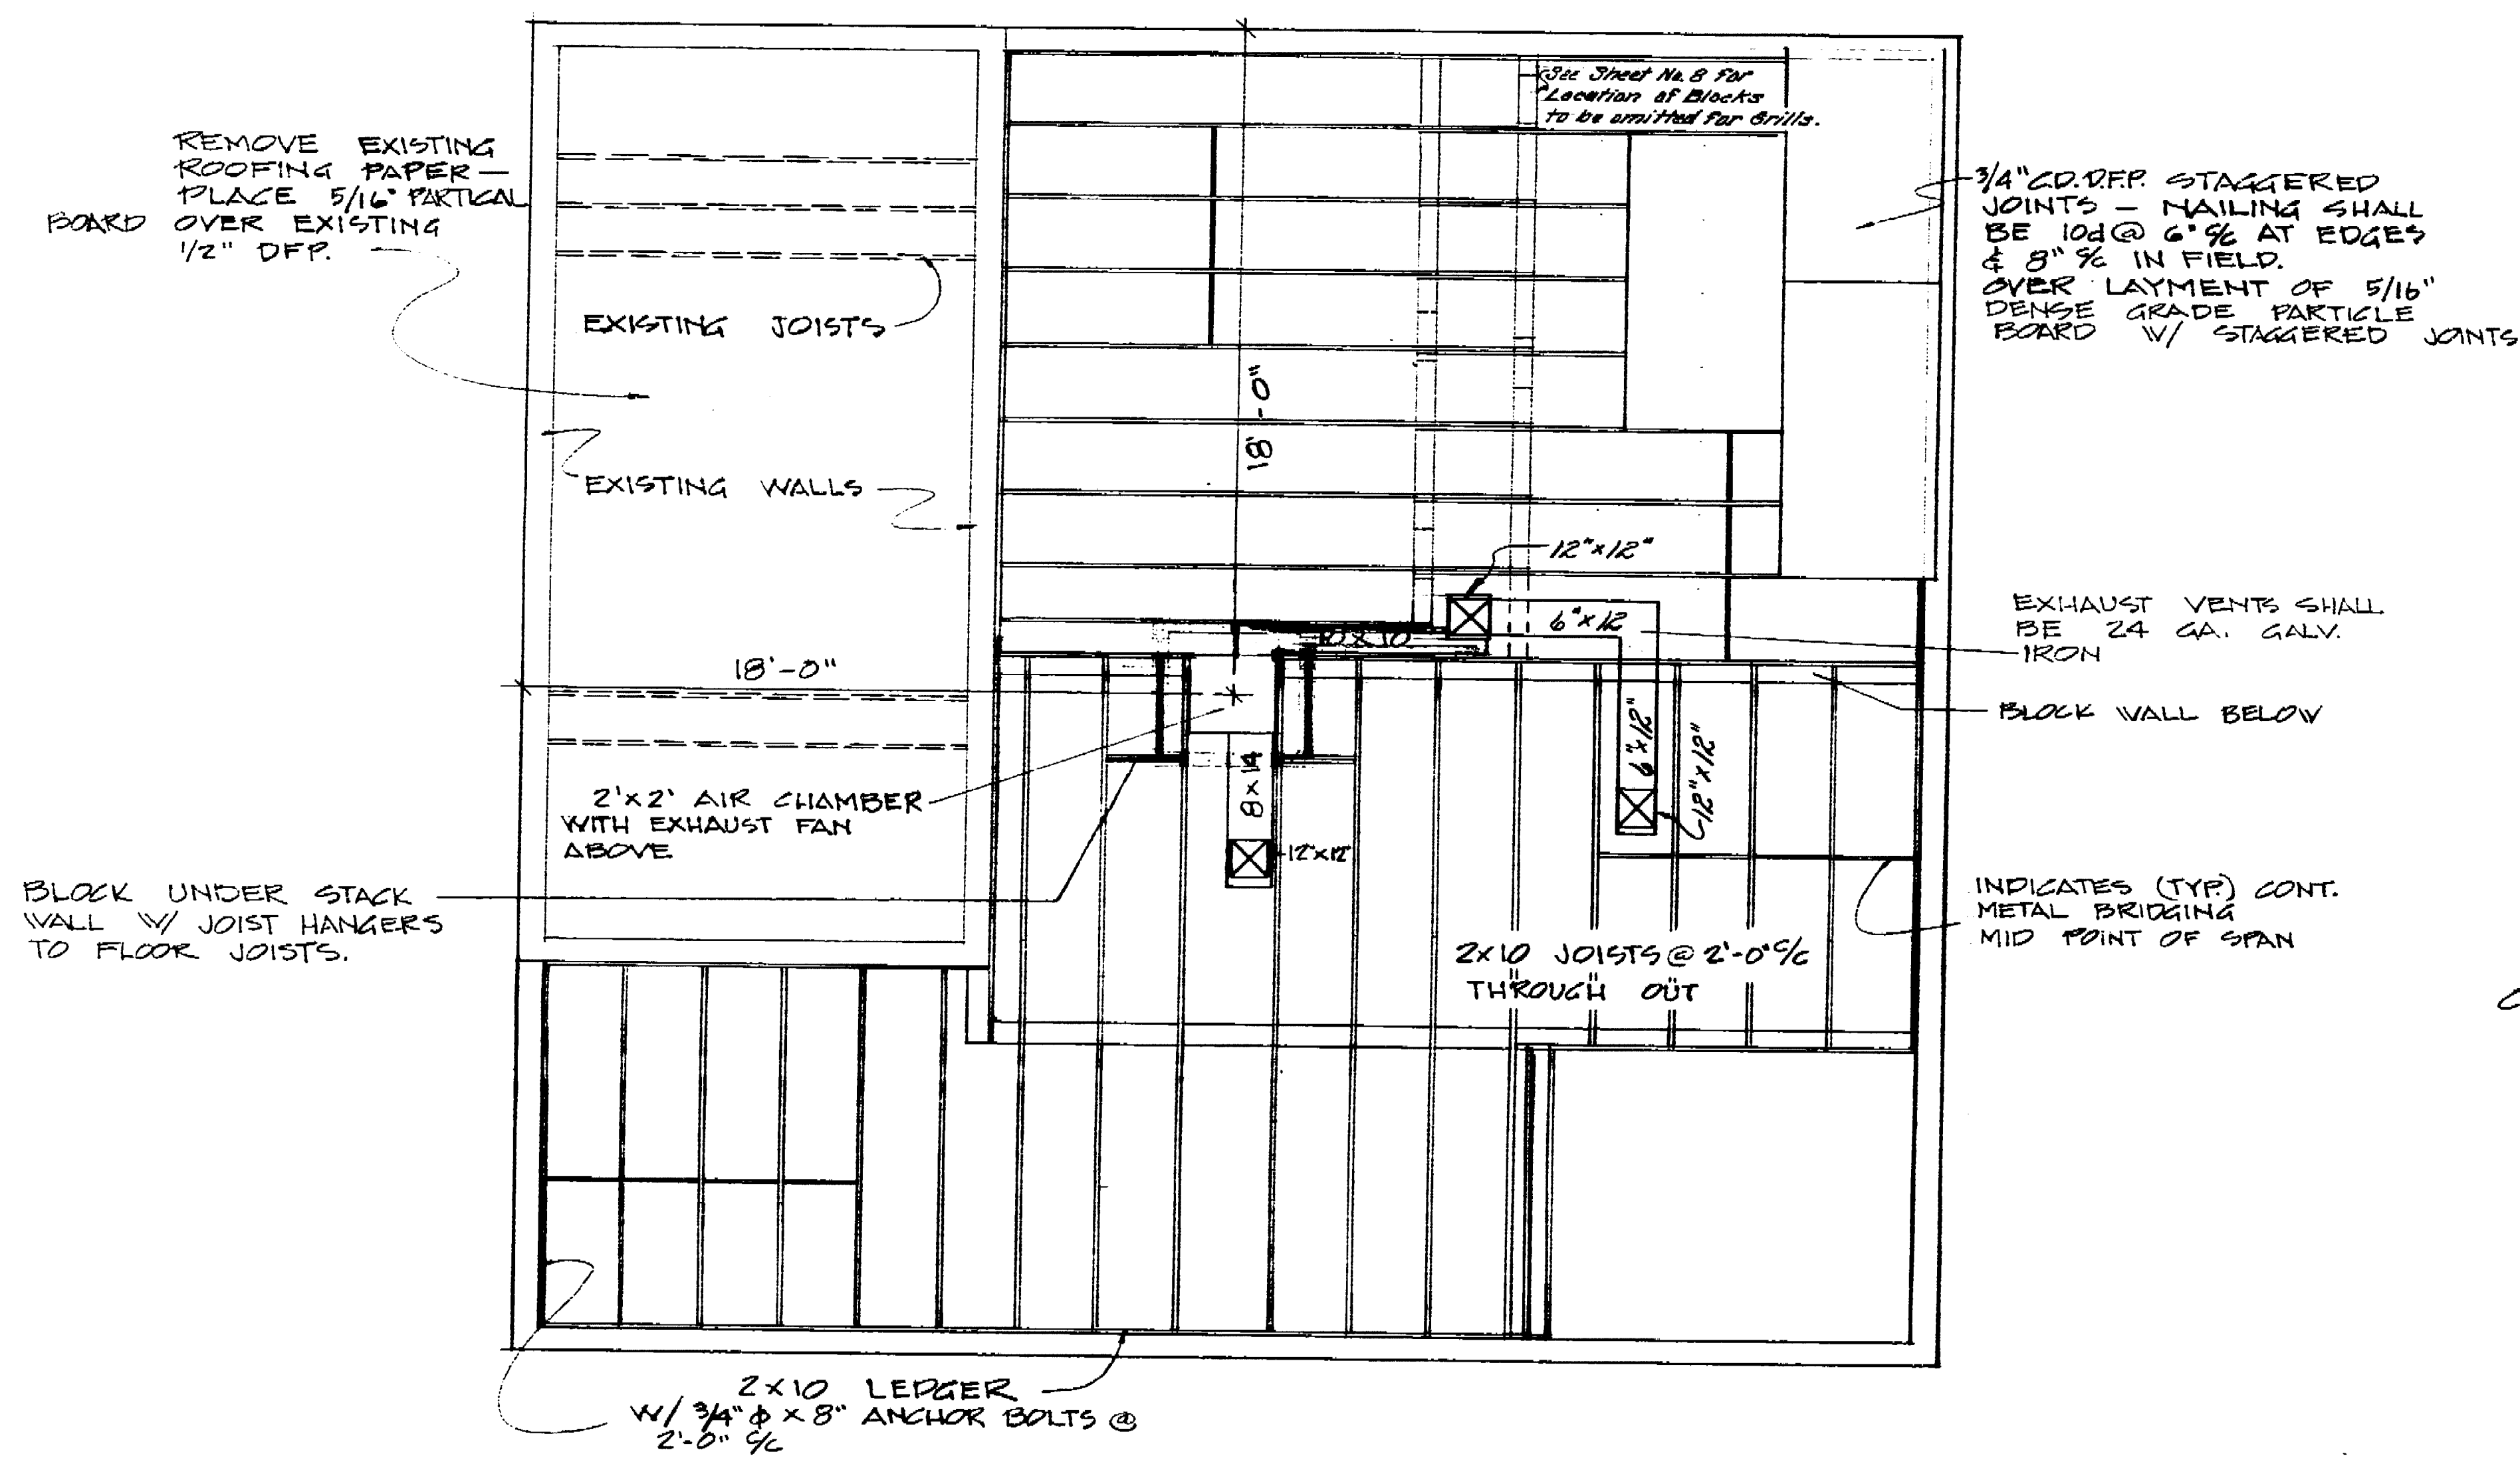 See Sheet No. 8 for
Location of Blocks
to be omitted for Grills.
REMOVE EXISTING
ROOFING PAPER —
PLACE 5/16" PARTICAL
BOARD OVER EXISTING
1/2" DFP.
3/4" C.D.D.F.P. STAGGERED
JOINTS — NAILING SHALL
BE 10d @ 6" C/C AT EDGES
& 8" C/C IN FIELD.
OVER LAYMENT OF 5/16"
DENSE GRADE PARTICLE
BOARD W/ STAGGERED JOINTS
EXISTING JOISTS
18'-0"
EXISTING WALLS
12"x12"
6"x12
10x10
EXHAUST VENTS SHALL
BE 24 GA. GALV.
IRON
18'-0"
BLOCK WALL BELOW
6"x12"
12"x12"
8x14
2'x2' AIR CHAMBER
WITH EXHAUST FAN
ABOVE
12"x12"
BLOCK UNDER STACK
WALL W/ JOIST HANGERS
TO FLOOR JOISTS.
INDICATES (TYP.) CONT.
METAL BRIDGING
MID POINT OF SPAN
2x10 JOISTS @ 2'-0" C/C
THROUGH OUT
2x10 LEDGER
W/ 3/4" φ x 8" ANCHOR BOLTS @
2'-0" C/C